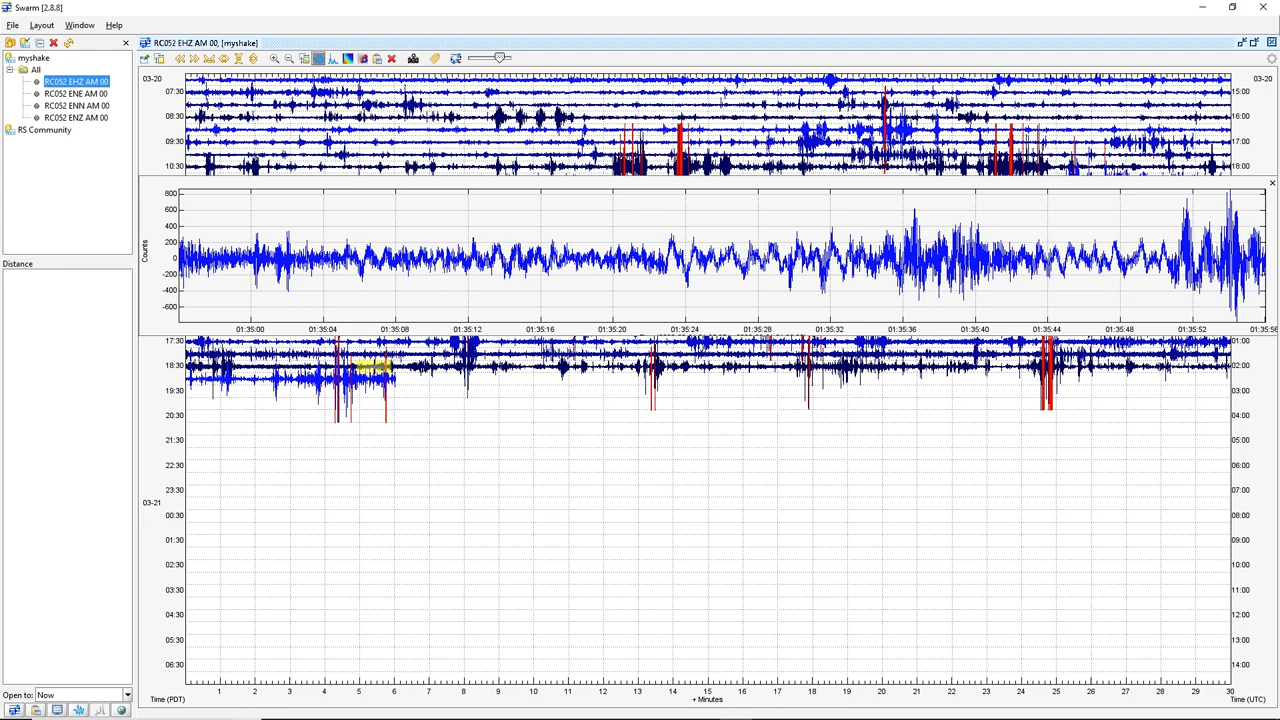 Swarm [2.8.8]
File Layout Window Help
RC052 EHZ AM 00, [myshake]
myshake
All
RC052 EHZ AM 00
RC052 ENE AM 00
RC052 ENN AM 00
RC052 ENZ AM 00
RS Community
Distance
Open to: Now
03-20 03-20
07:30 15:00
08:30 16:00
09:30 17:00
10:30 18:00
800
600
400
200
0
-200
-400
-600
Counts
01:35:00 01:35:04 01:35:08 01:35:12 01:35:16 01:35:20 01:35:24 01:35:28 01:35:32 01:35:36 01:35:40 01:35:44 01:35:48 01:35:52 01:35:56
17:30 01:00
18:30 02:00
19:30 03:00
20:30 04:00
21:30 05:00
22:30 06:00
23:30 07:00
03-21
00:30 08:00
01:30 09:00
02:30 10:00
03:30 11:00
04:30 12:00
05:30 13:00
06:30 14:00
1 2 3 4 5 6 7 8 9 10 11 12 13 14 15 16 17 18 19 20 21 22 23 24 25 26 27 28 29 30
Time (PDT) + Minutes Time (UTC)